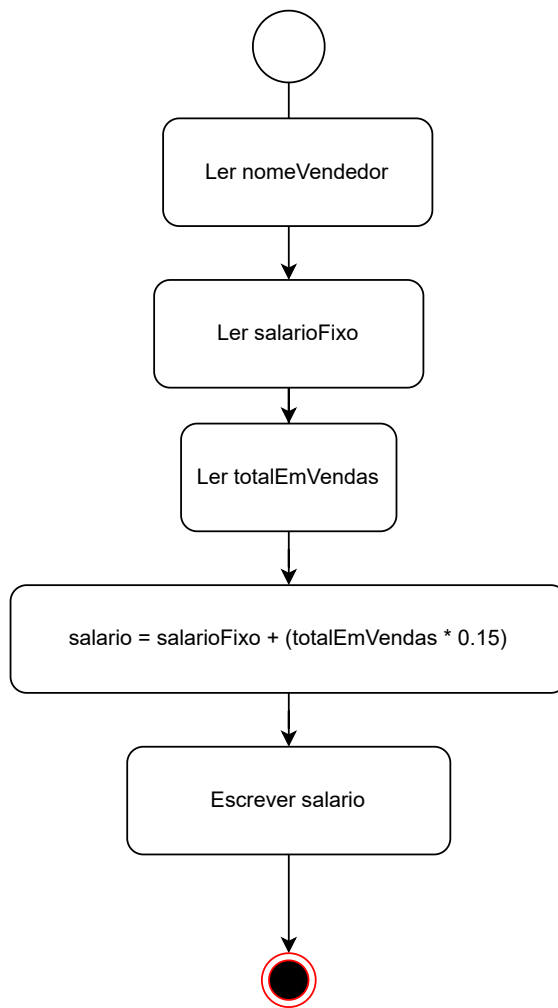 Ler nomeVendedor
Ler salarioFixo
Ler totalEmVendas
salario = salarioFixo + (totalEmVendas * 0.15)
Escrever salario